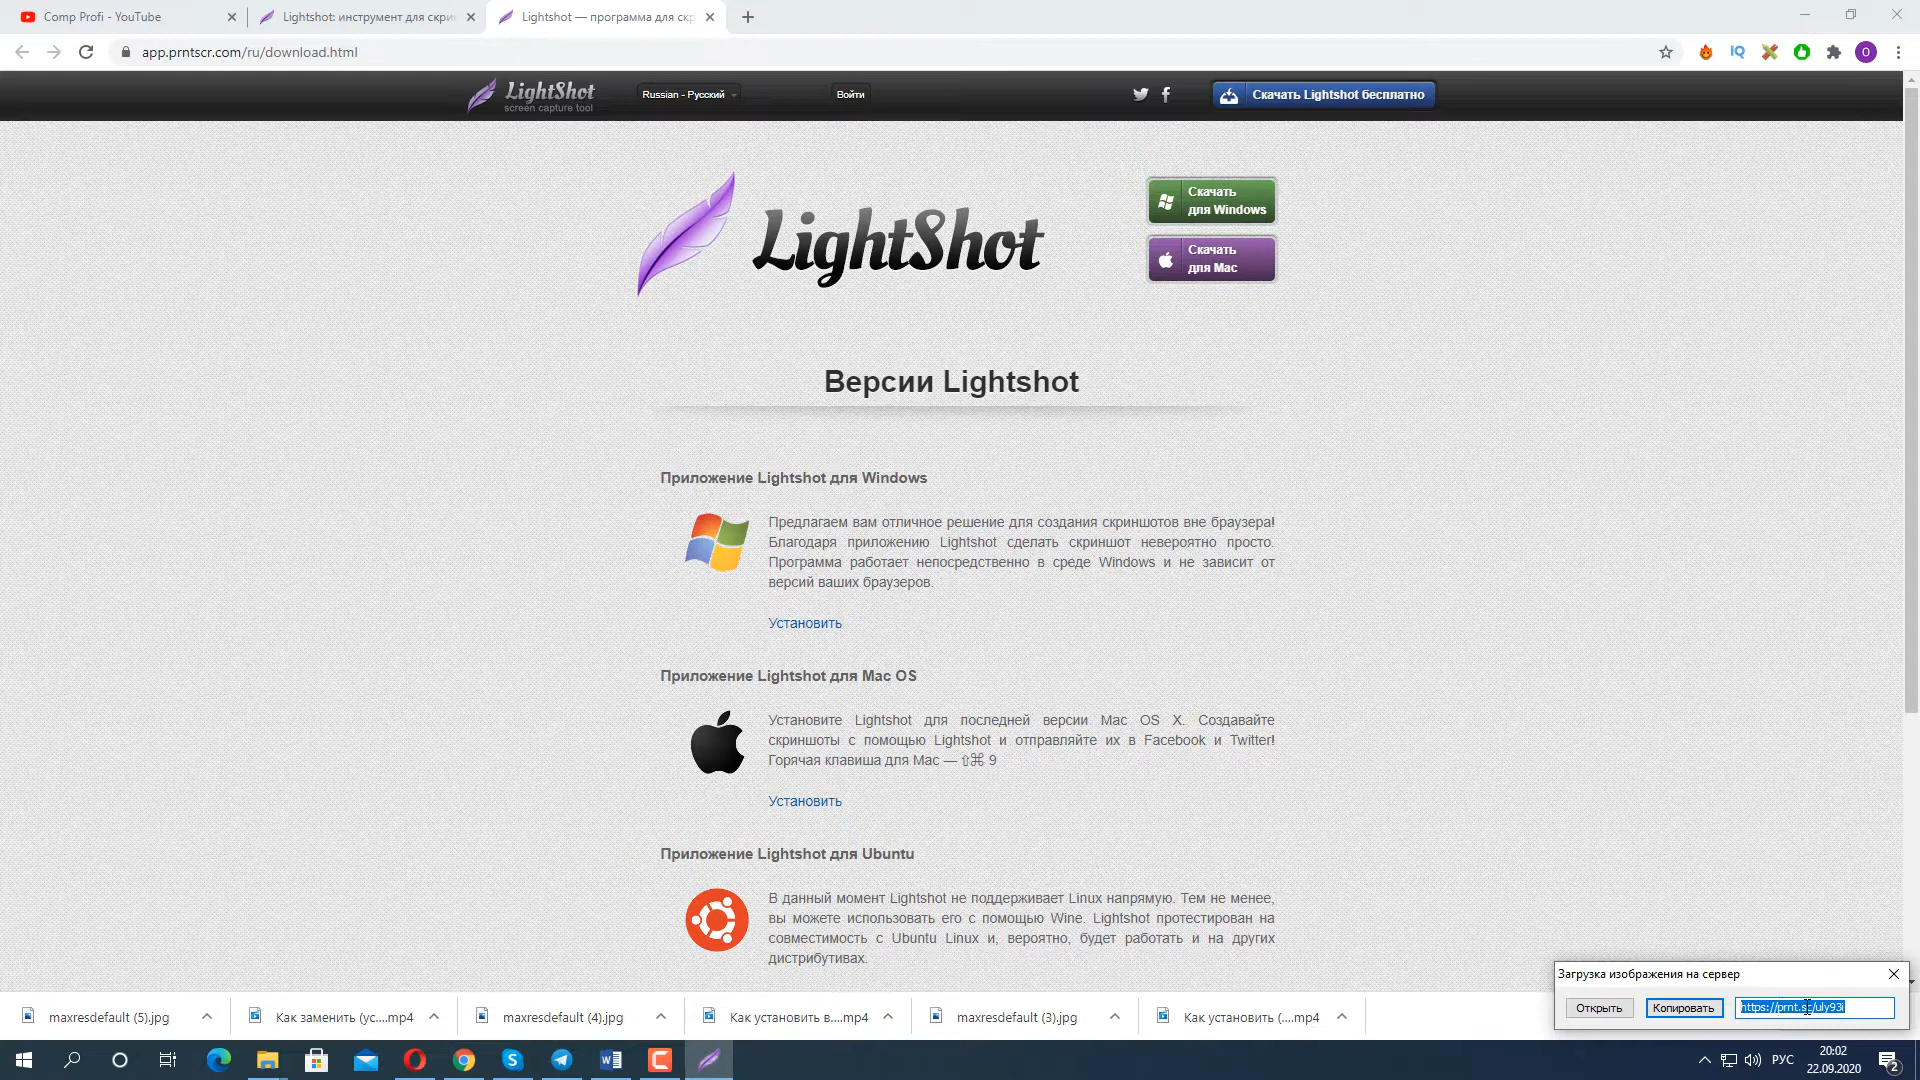 Comp Profi - YouTube
Lightshot: инструмент для скри
Lightshot — программа для скр
app.prntscr.com/ru/download.html
О
LightShot
screen capture tool
Russian - Русский
Войти
Скачать Lightshot бесплатно
LightShot
Скачать
для Windows
Скачать
для Mac
Версии Lightshot
Приложение Lightshot для Windows
Предлагаем вам отличное решение для создания скриншотов вне браузера!
Благодаря приложению Lightshot сделать скриншот невероятно просто.
Программа работает непосредственно в среде Windows и не зависит от
версий ваших браузеров.
Установить
Приложение Lightshot для Mac OS
Установите Lightshot для последней версии Mac OS X. Создавайте
скриншоты с помощью Lightshot и отправляйте их в Facebook и Twitter!
Горячая клавиша для Mac — ⇧⌘ 9
Установить
Приложение Lightshot для Ubuntu
В данный момент Lightshot не поддерживает Linux напрямую. Тем не менее,
вы можете использовать его с помощью Wine. Lightshot протестирован на
совместимость с Ubuntu Linux и, вероятно, будет работать и на других
дистрибутивах.
Загрузка изображения на сервер
Открыть
Копировать
https://prnt.sc/uly93i
maxresdefault (5).jpg
Как заменить (ус....mp4
maxresdefault (4).jpg
Как установить в....mp4
maxresdefault (3).jpg
Как установить (....mp4
РУС
20:02
22.09.2020
2